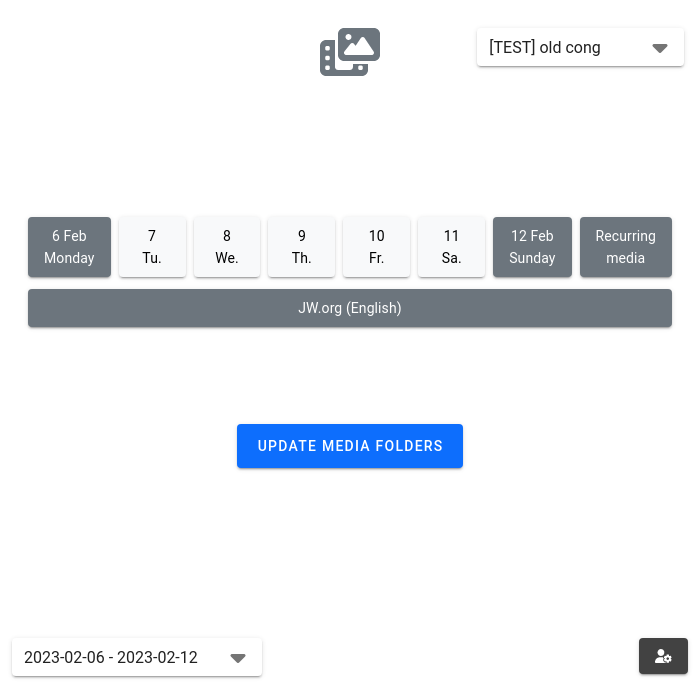 [TEST] old cong
6 Feb
Monday
7
Tu.
8
We.
9
Th.
10
Fr.
11
Sa.
12 Feb
Sunday
Recurring
media
JW.org (English)
UPDATE MEDIA FOLDERS
2023-02-06 - 2023-02-12